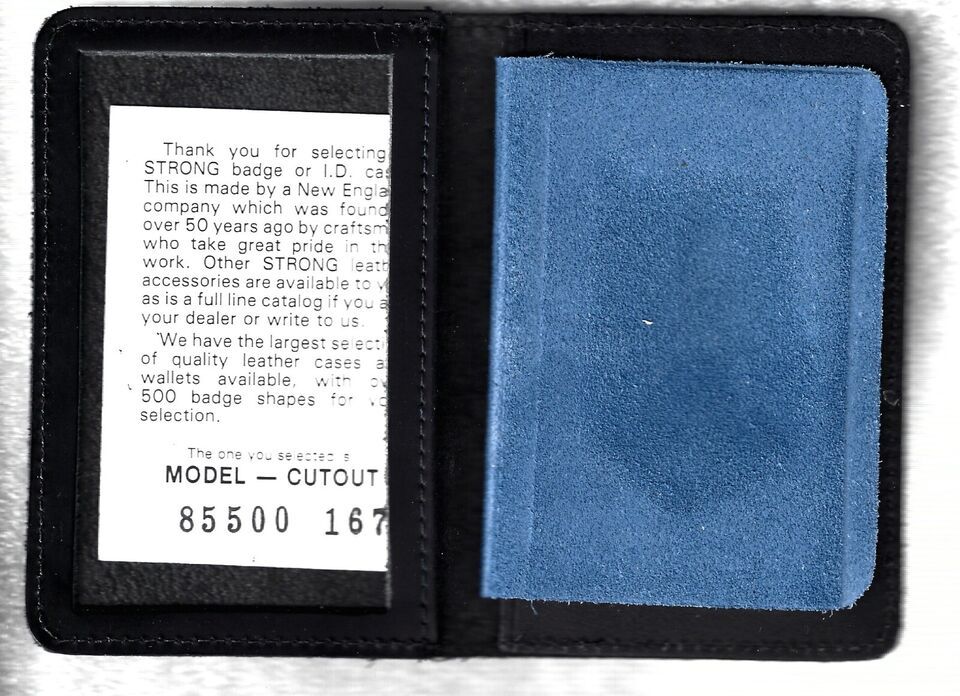 Thank you for selecting
STRONG badge or I.D. cas
This is made by a New Engla
company which was found
over 50 years ago by craftsm
who take great pride in th
work. Other STRONG leath
accessories are available to
as is a full line catalog if you a
your dealer or write to us.
We have the largest selecti
of quality leather cases a
wallets available, with ov
500 badge shapes for yo
selection.
The one you selected is
MODEL — CUTOUT
85500 167